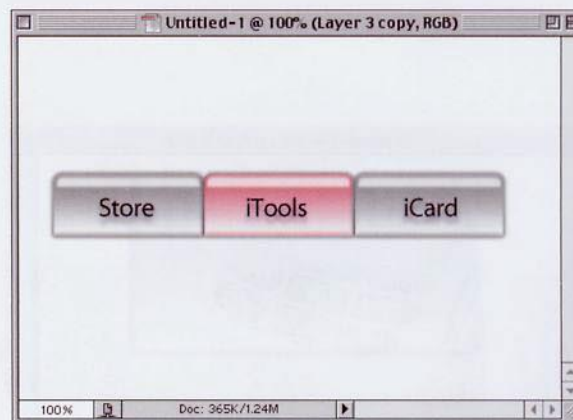 Untitled-1 @ 100% (Layer 3 copy, RGB)
Store iTools iCard
100% Doc: 365K/1.24M